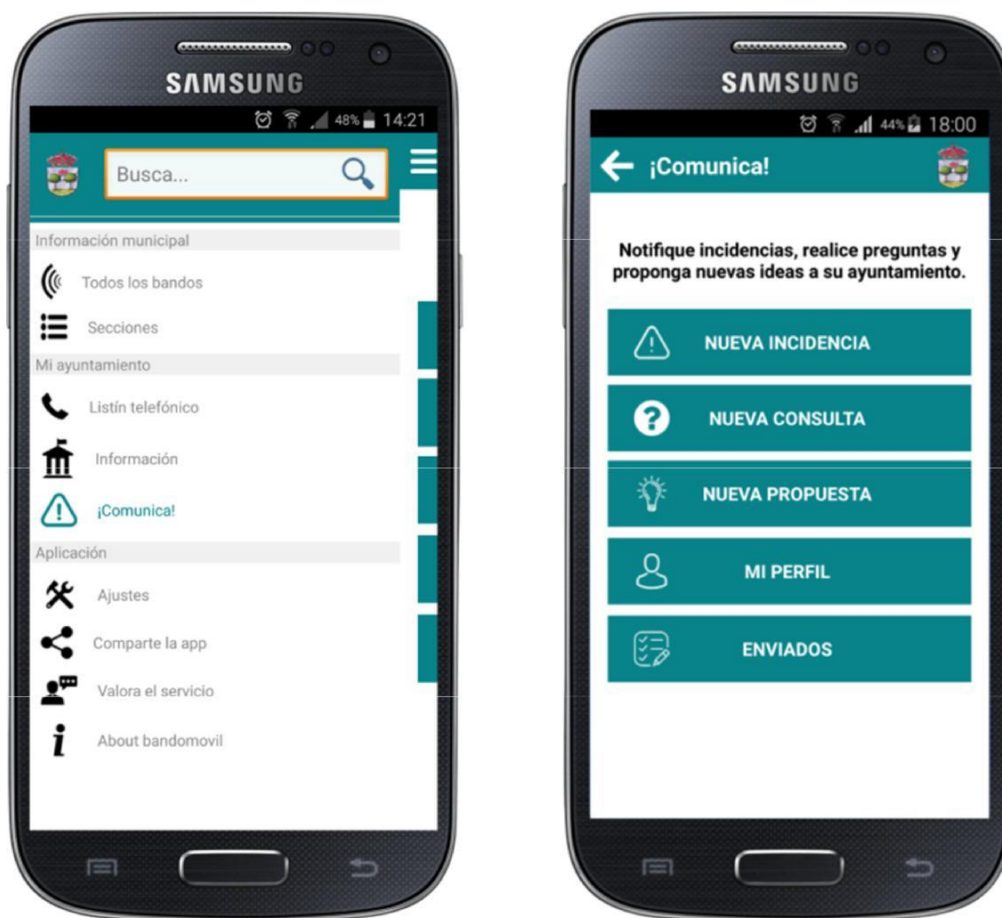 SAMSUNG
48% 14:21
Busca...
Información municipal
Todos los bandos
Secciones
Mi ayuntamiento
Listín telefónico
Información
¡Comunica!
Aplicación
Ajustes
Comparte la app
Valora el servicio
About bandomovil
SAMSUNG
44% 18:00
¡Comunica!
Notifique incidencias, realice preguntas y
proponga nuevas ideas a su ayuntamiento.
NUEVA INCIDENCIA
NUEVA CONSULTA
NUEVA PROPUESTA
MI PERFIL
ENVIADOS